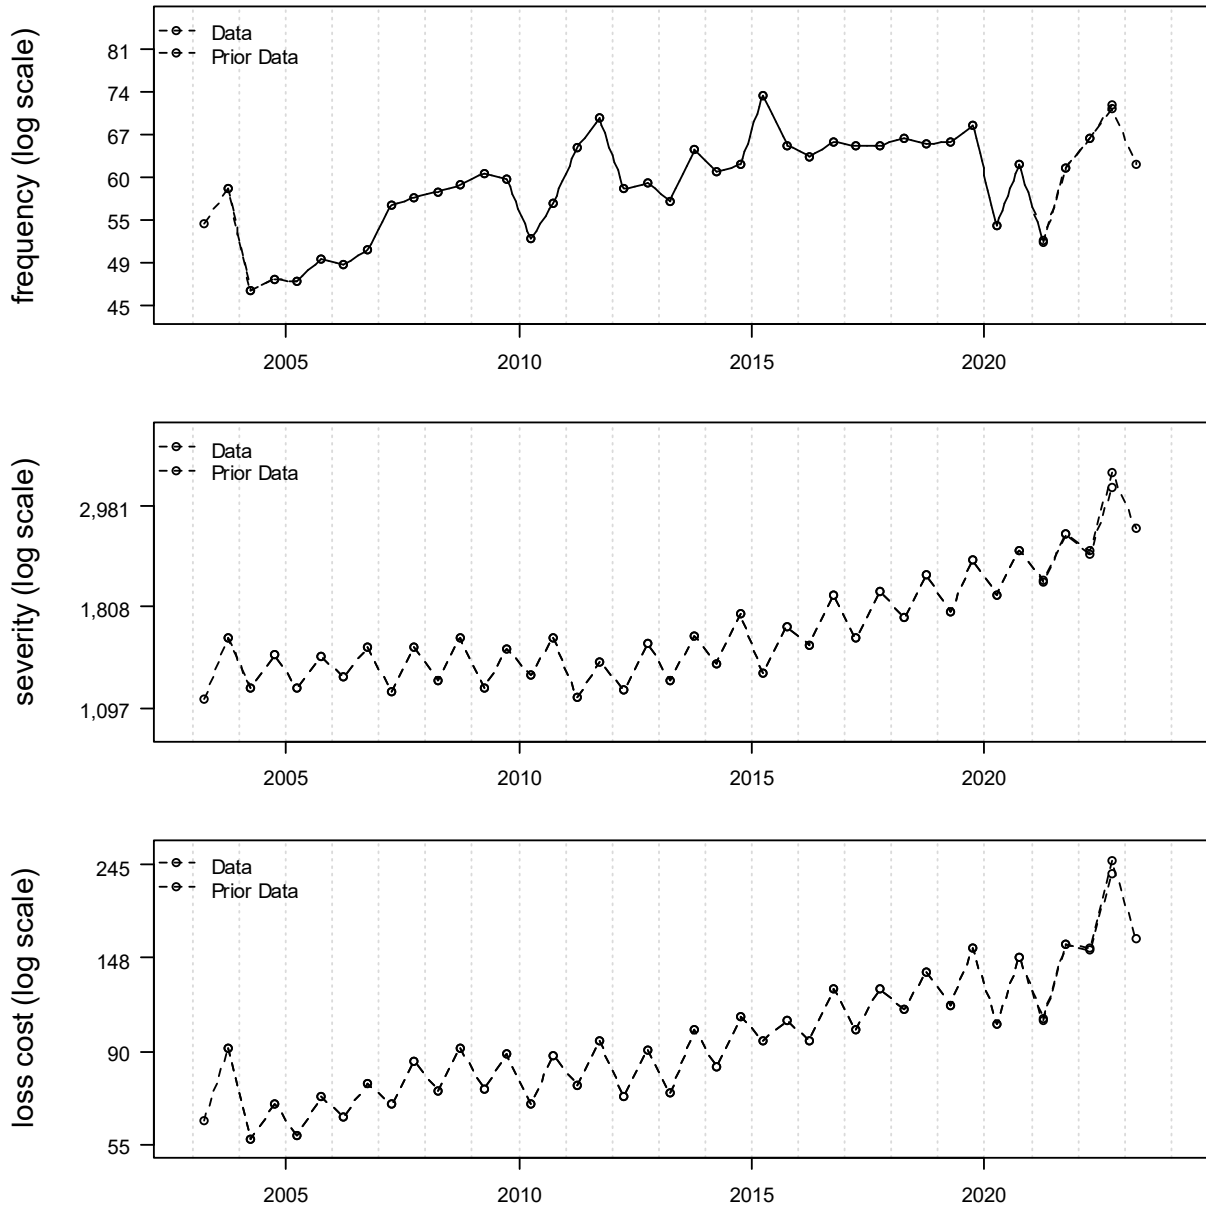 frequency (log scale)
Data
Prior Data
81
74
67
60
55
49
45
2005
2010
2015
2020
severity (log scale)
Data
Prior Data
2,981
1,808
1,097
2005
2010
2015
2020
loss cost (log scale)
Data
Prior Data
245
148
90
55
2005
2010
2015
2020